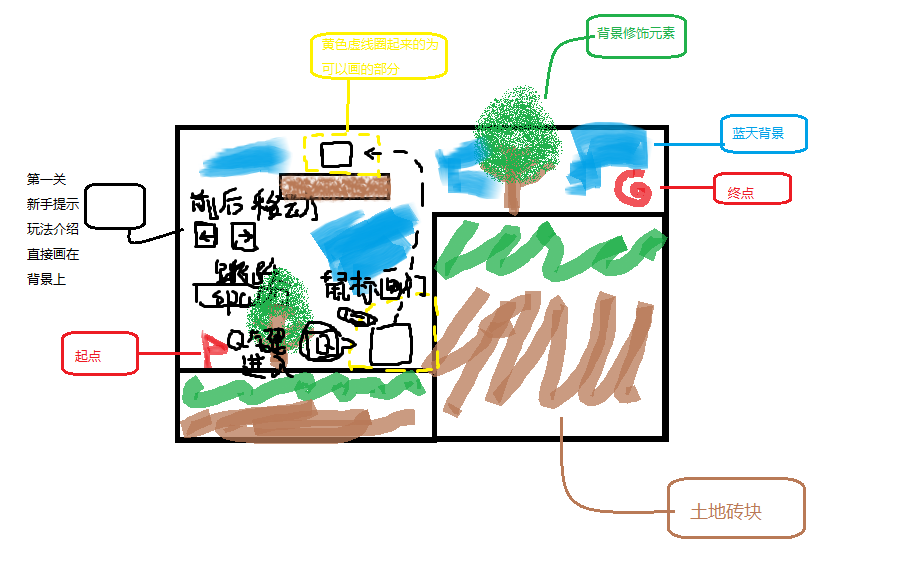 黄色虚线圈起来的为
可以画的部分
背景修饰元素
蓝天背景
终点
第一关
新手提示
玩法介绍
直接画在
背景上
前后移动
跳跃
spa
鼠标画门
Q键
进入
起点
土地砖块